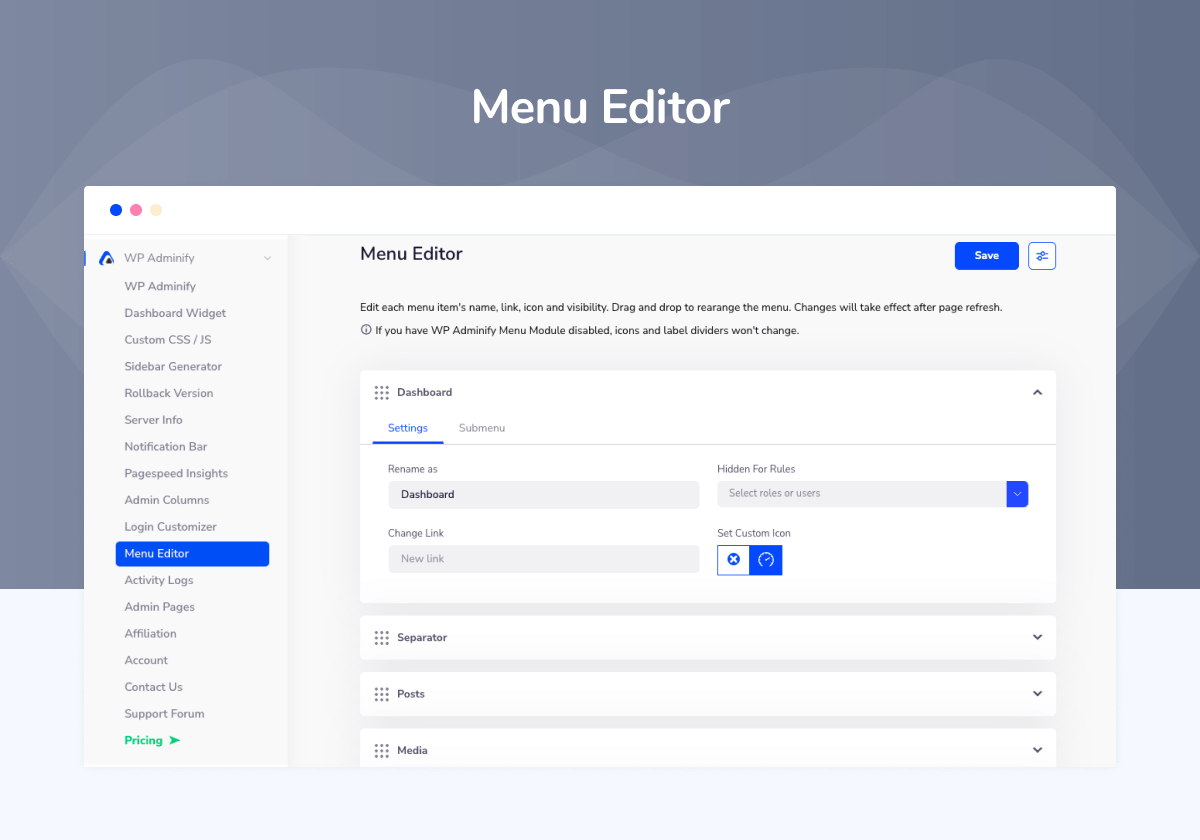 Menu Editor
WP Adminify
WP Adminify
Dashboard Widget
Custom CSS / JS
Sidebar Generator
Rollback Version
Server Info
Notification Bar
Pagespeed Insights
Admin Columns
Login Customizer
Menu Editor
Activity Logs
Admin Pages
Affiliation
Account
Contact Us
Support Forum
Pricing
Menu Editor
Save
Edit each menu item's name, link, icon and visibility. Drag and drop to rearrange the menu. Changes will take effect after page refresh.
If you have WP Adminify Menu Module disabled, icons and label dividers won't change.
Dashboard
Settings Submenu
Rename as
Dashboard
Hidden For Rules
Select roles or users
Change Link
New link
Set Custom Icon
Separator
Posts
Media